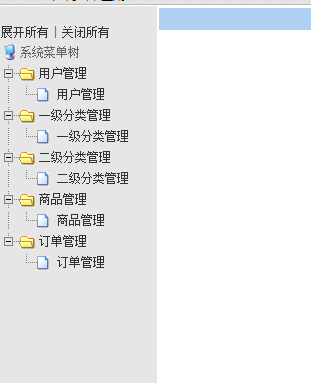 展开所有 | 关闭所有
系统菜单树
用户管理
用户管理
一级分类管理
一级分类管理
二级分类管理
二级分类管理
商品管理
商品管理
订单管理
订单管理